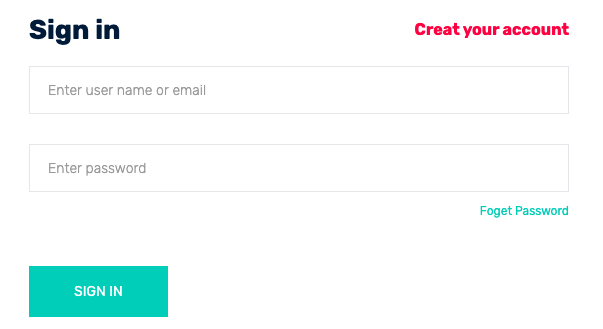 Sign in
Creat your account
Enter user name or email
Enter password
Foget Password
SIGN IN